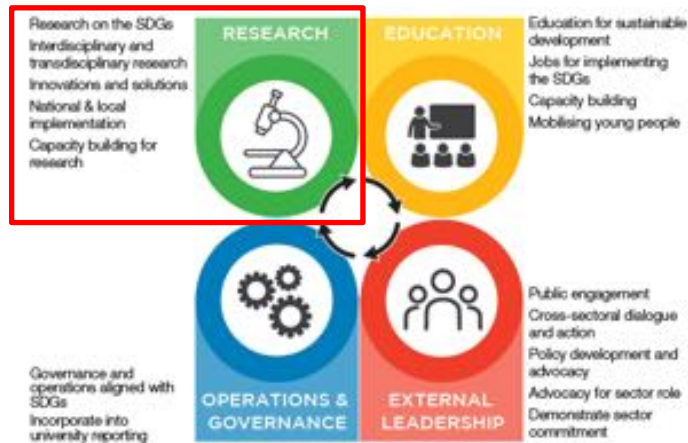 Research on the SDGs
Interdisciplinary and
transdisciplinary research
Innovations and solutions
National & local
implementation
Capacity building for
research
RESEARCH
EDUCATION
Education for sustainable
development
Jobs for implementing
the SDGs
Capacity building
Mobilising young people
Governance and
operations aligned with
SDGs
Incorporate into
university reporting
OPERATIONS &
GOVERNANCE
EXTERNAL
LEADERSHIP
Public engagement
Cross-sectoral dialogue
and action
Policy development and
advocacy
Advocacy for sector role
Demonstrate sector
commitment